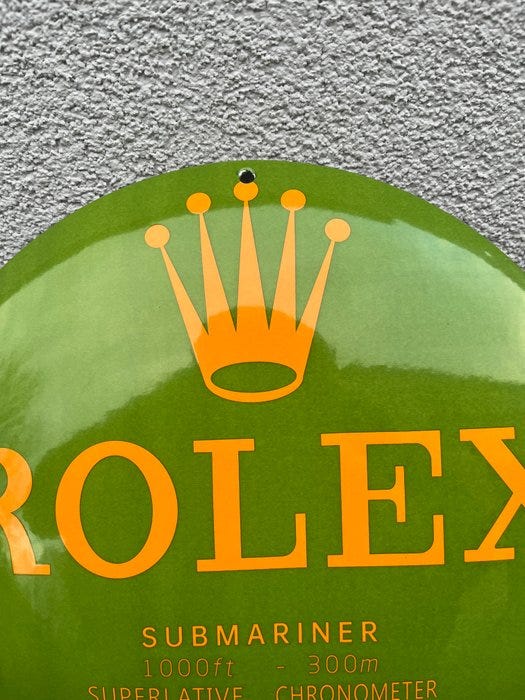 ROLEX
SUBMARINER
1000ft - 300m
SUPERLATIVE CHRONOMETER